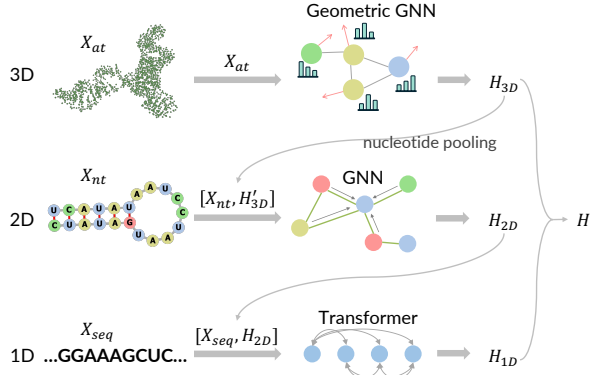 Geometric GNN
3D
X_at
X_at
H_3D
nucleotide pooling
X_nt
GNN
2D
U C A U A U A A U C C U A A U
C U A U A G
[X_nt, H'_3D]
H_2D
H
X_seq
[X_seq, H_2D]
Transformer
1D
...GGAAAGCUC...
H_1D